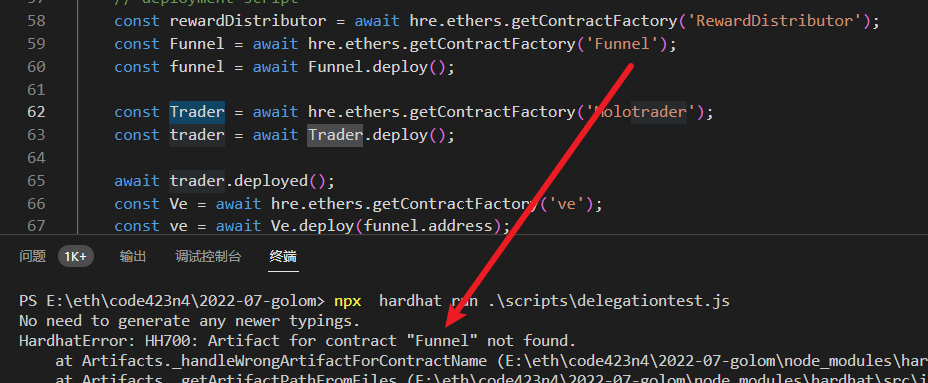 57 // deployment script
58 const rewardDistributor = await hre.ethers.getContractFactory('RewardDistributor');
59 const Funnel = await hre.ethers.getContractFactory('Funnel');
60 const funnel = await Funnel.deploy();
61
62 const Trader = await hre.ethers.getContractFactory('Molotrader');
63 const trader = await Trader.deploy();
64
65 await trader.deployed();
66 const Ve = await hre.ethers.getContractFactory('ve');
67 const ve = await Ve.deploy(funnel.address);
问题 1K+ 输出 调试控制台 终端
PS E:\eth\code423n4\2022-07-golom> npx  hardhat run .\scripts\delegationtest.js
No need to generate any newer typings.
HardhatError: HH700: Artifact for contract "Funnel" not found.
at Artifacts._handleWrongArtifactForContractName (E:\eth\code423n4\2022-07-golom\node_modules\har
at Artifacts._getArtifactPathFromFiles (E:\eth\code423n4\2022-07-golom\node_modules\hardhat\src\i